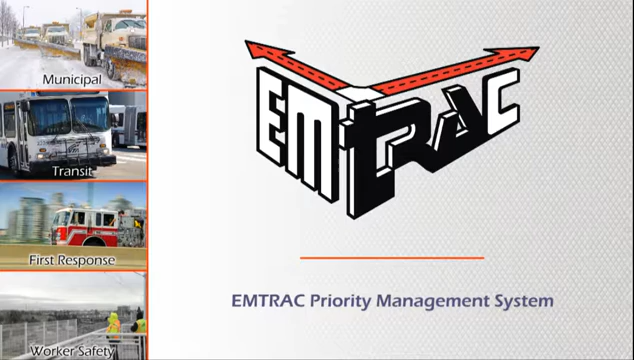 Municipal
Transit
First Response
Worker Safety
EMTRAC
EMTRAC Priority Management System